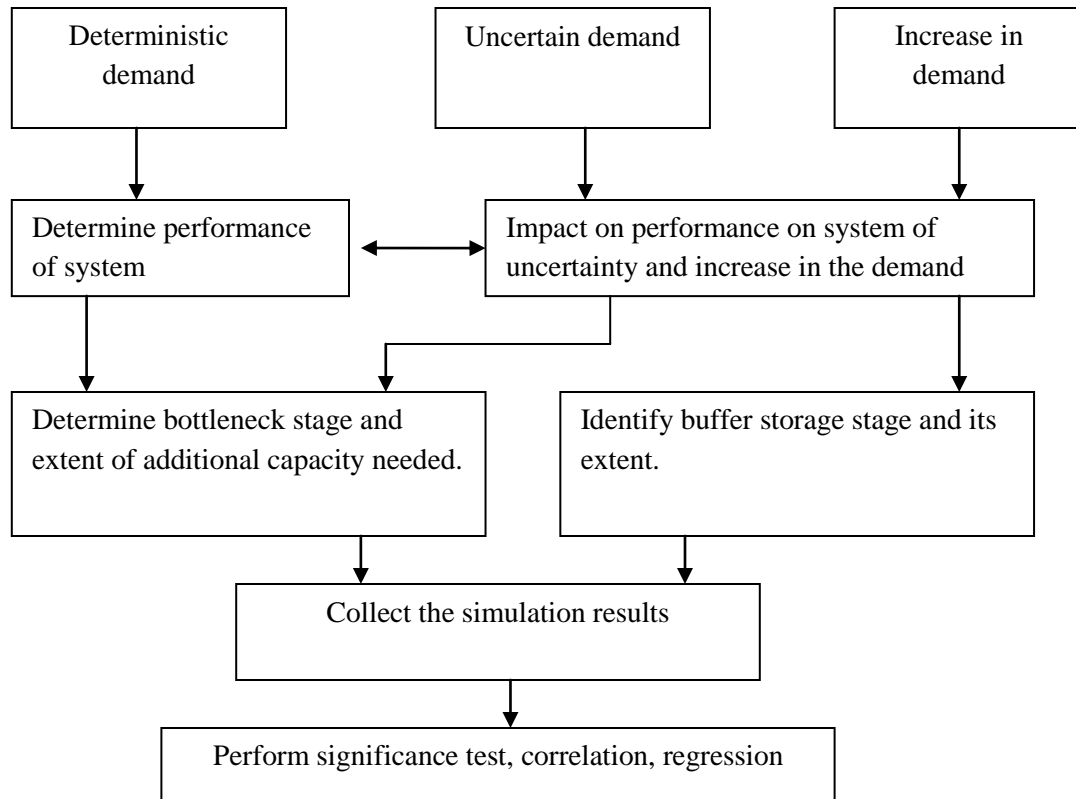 Deterministic
demand
Uncertain demand
Increase in
demand
Determine performance
of system
Impact on performance on system of
uncertainty and increase in the demand
Determine bottleneck stage and
extent of additional capacity needed.
Identify buffer storage stage and its
extent.
Collect the simulation results
Perform significance test, correlation, regression